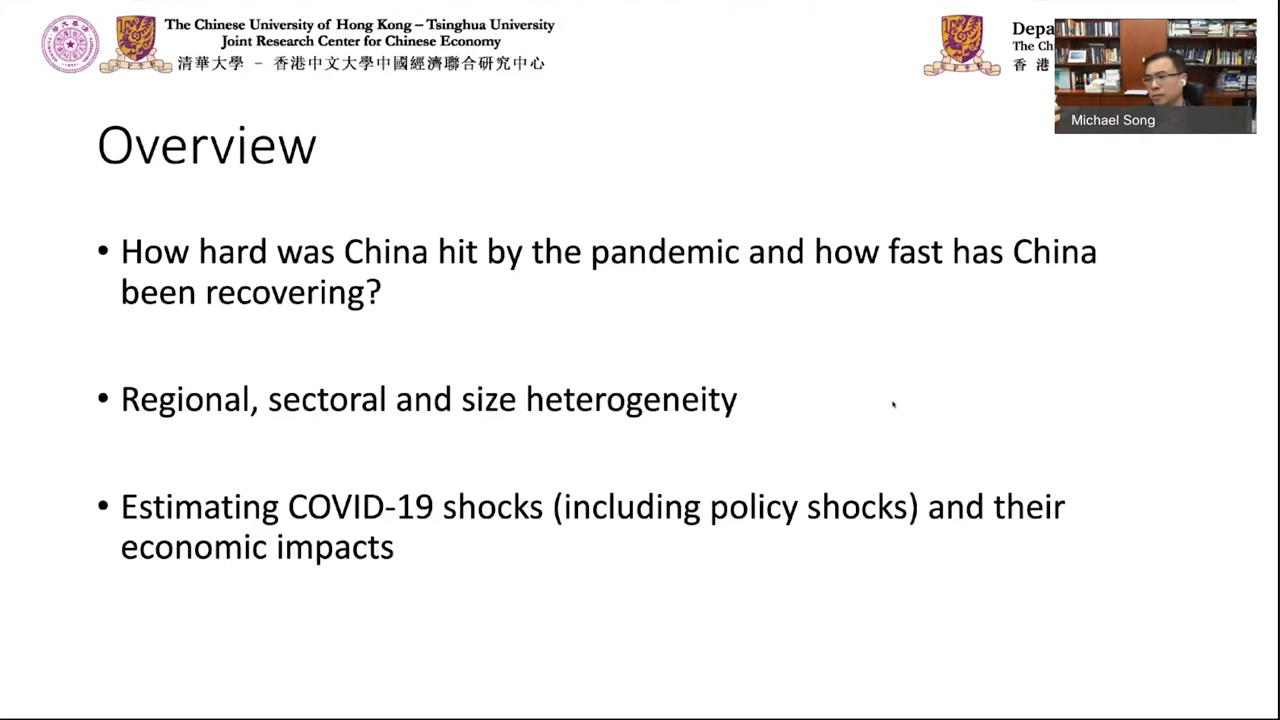 The Chinese University of Hong Kong – Tsinghua University
Joint Research Center for Chinese Economy
清華大學 – 香港中文大學中國經濟聯合研究中心
Depa
The Ch
香 港
Michael Song
Overview
• How hard was China hit by the pandemic and how fast has China
been recovering?
• Regional, sectoral and size heterogeneity
• Estimating COVID-19 shocks (including policy shocks) and their
economic impacts